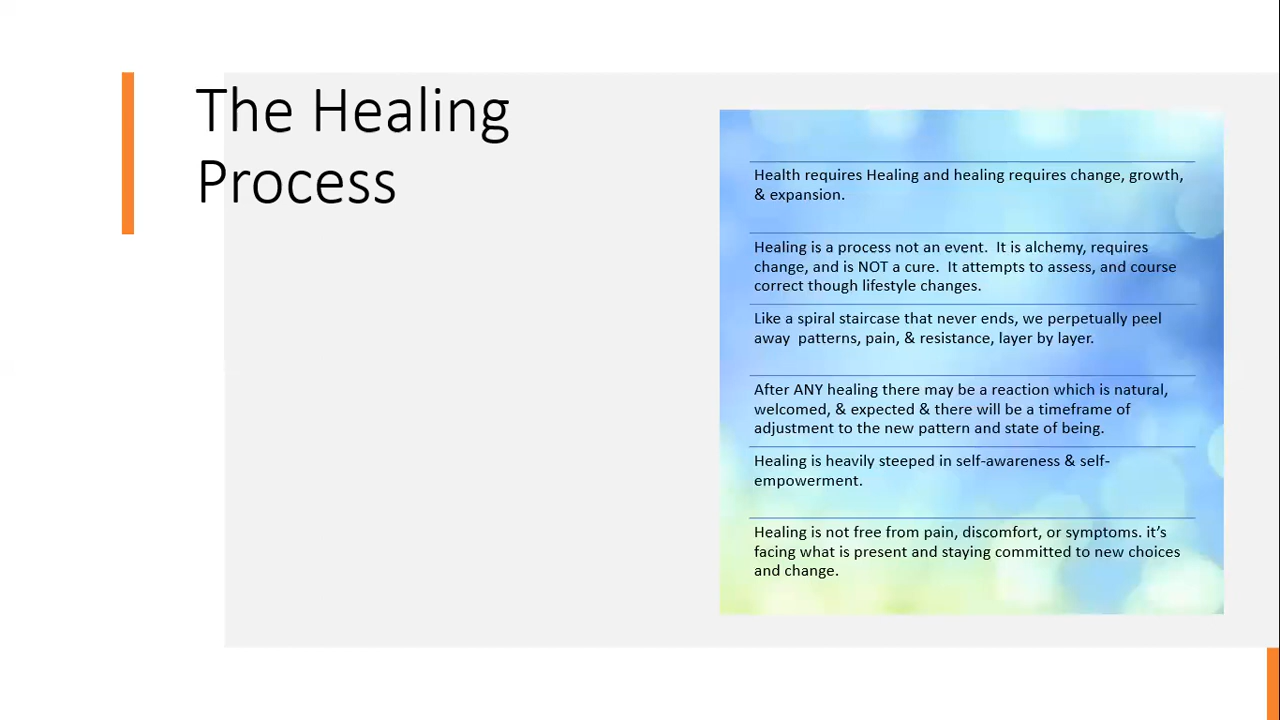 The Healing
Process
Health requires Healing and healing requires change, growth,
& expansion.
Healing is a process not an event.  It is alchemy, requires
change, and is NOT a cure.  It attempts to assess, and course
correct though lifestyle changes.
Like a spiral staircase that never ends, we perpetually peel
away  patterns, pain, & resistance, layer by layer.
After ANY healing there may be a reaction which is natural,
welcomed, & expected & there will be a timeframe of
adjustment to the new pattern and state of being.
Healing is heavily steeped in self-awareness & self-
empowerment.
Healing is not free from pain, discomfort, or symptoms. it’s
facing what is present and staying committed to new choices
and change.